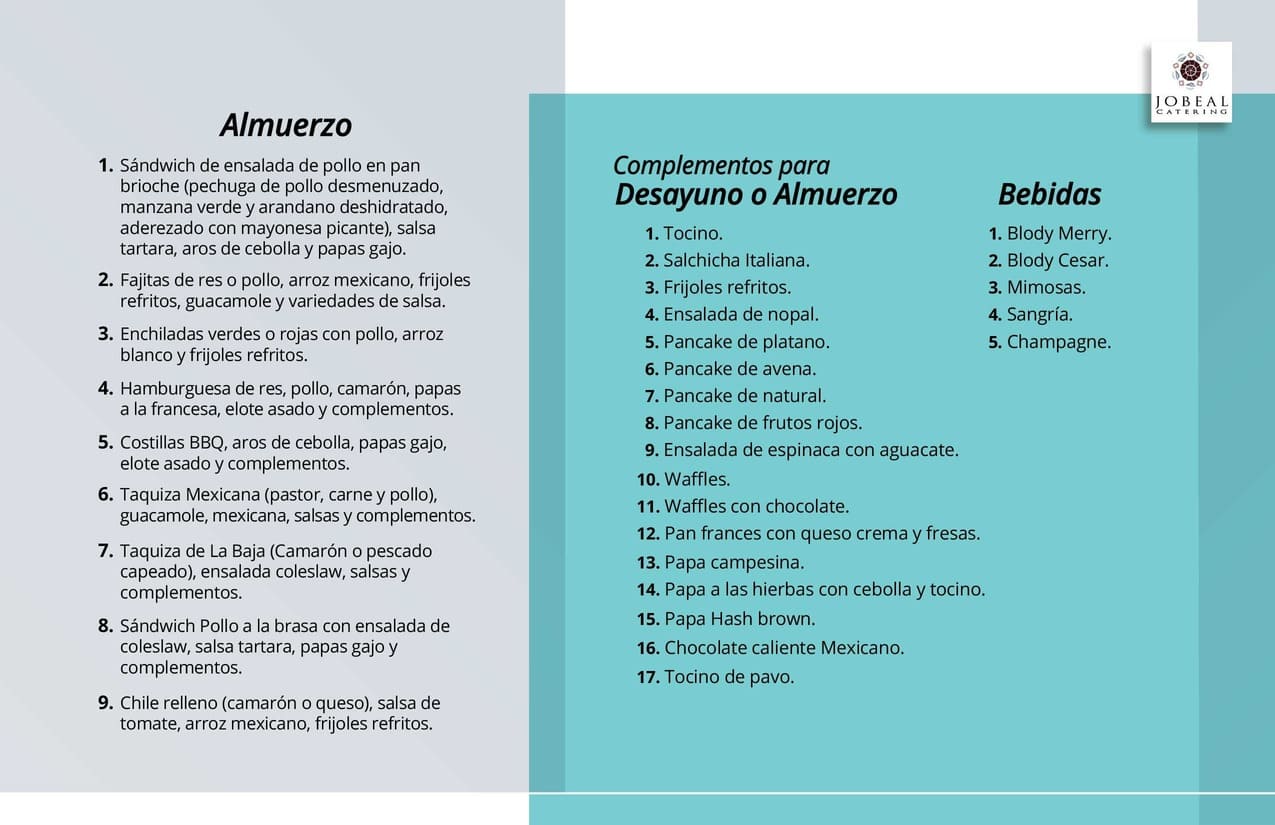 Almuerzo
1. Sándwich de ensalada de pollo en pan
brioche (pechuga de pollo desmenuzado,
manzana verde y arandano deshidratado,
aderezado con mayonesa picante), salsa
tartara, aros de cebolla y papas gajo.
2. Fajitas de res o pollo, arroz mexicano, frijoles
refritos, guacamole y variedades de salsa.
3. Enchiladas verdes o rojas con pollo, arroz
blanco y frijoles refritos.
4. Hamburguesa de res, pollo, camarón, papas
a la francesa, elote asado y complementos.
5. Costillas BBQ, aros de cebolla, papas gajo,
elote asado y complementos.
6. Taquiza Mexicana (pastor, carne y pollo),
guacamole, mexicana, salsas y complementos.
7. Taquiza de La Baja (Camarón o pescado
capeado), ensalada coleslaw, salsas y
complementos.
8. Sándwich Pollo a la brasa con ensalada de
coleslaw, salsa tartara, papas gajo y
complementos.
9. Chile relleno (camarón o queso), salsa de
tomate, arroz mexicano, frijoles refritos.
Complementos para
Desayuno o Almuerzo
1. Tocino.
2. Salchicha Italiana.
3. Frijoles refritos.
4. Ensalada de nopal.
5. Pancake de platano.
6. Pancake de avena.
7. Pancake de natural.
8. Pancake de frutos rojos.
9. Ensalada de espinaca con aguacate.
10. Waffles.
11. Waffles con chocolate.
12. Pan frances con queso crema y fresas.
13. Papa campesina.
14. Papa a las hierbas con cebolla y tocino.
15. Papa Hash brown.
16. Chocolate caliente Mexicano.
17. Tocino de pavo.
Bebidas
1. Blody Merry.
2. Blody Cesar.
3. Mimosas.
4. Sangría.
5. Champagne.
JOBEAL
CATERING